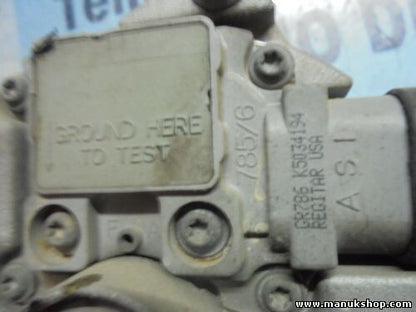 GROUND HERE
TO TEST
785/6
GR786 K5034194
REGITAR USA
A S I
www.manukshop.com